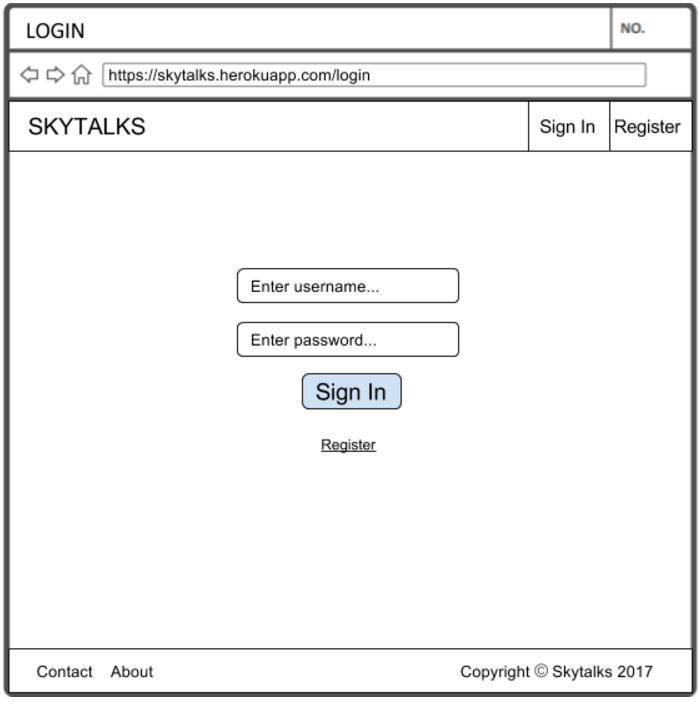 LOGIN NO.
https://skytalks.herokuapp.com/login
SKYTALKS Sign In Register
Enter username...
Enter password...
Sign In
Register
Contact About Copyright © Skytalks 2017